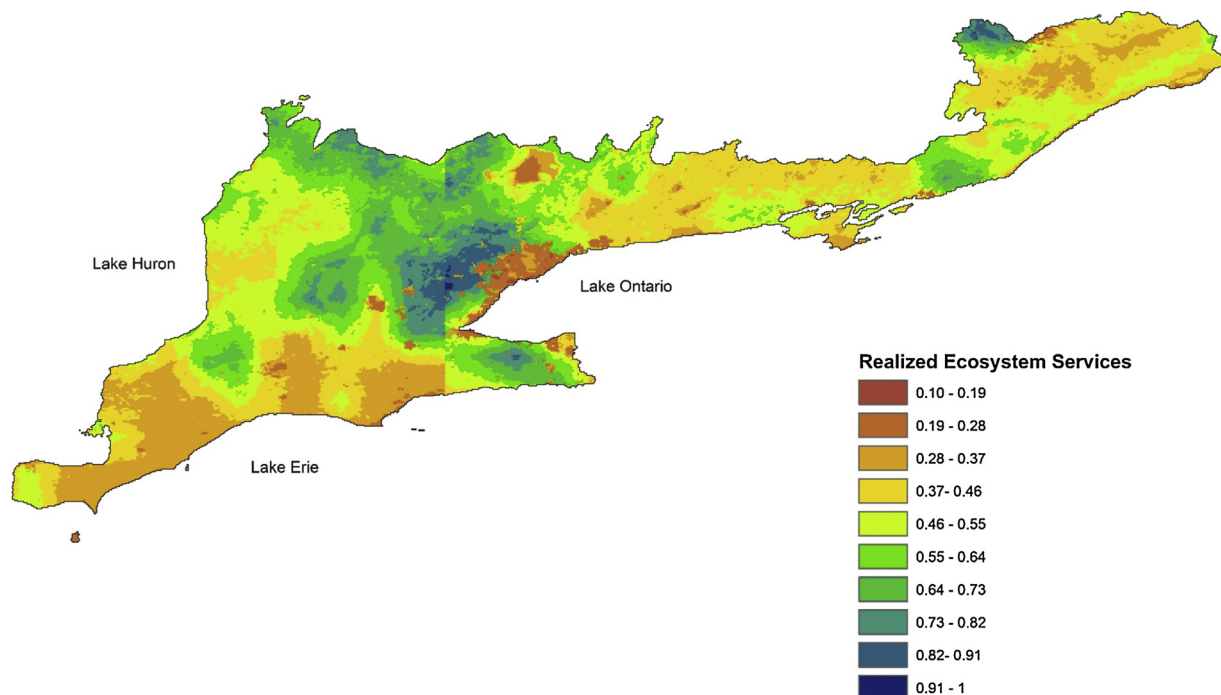 Lake Huron
Lake Ontario
Lake Erie
Realized Ecosystem Services
0.10 - 0.19
0.19 - 0.28
0.28 - 0.37
0.37- 0.46
0.46 - 0.55
0.55 - 0.64
0.64 - 0.73
0.73 - 0.82
0.82- 0.91
0.91 - 1